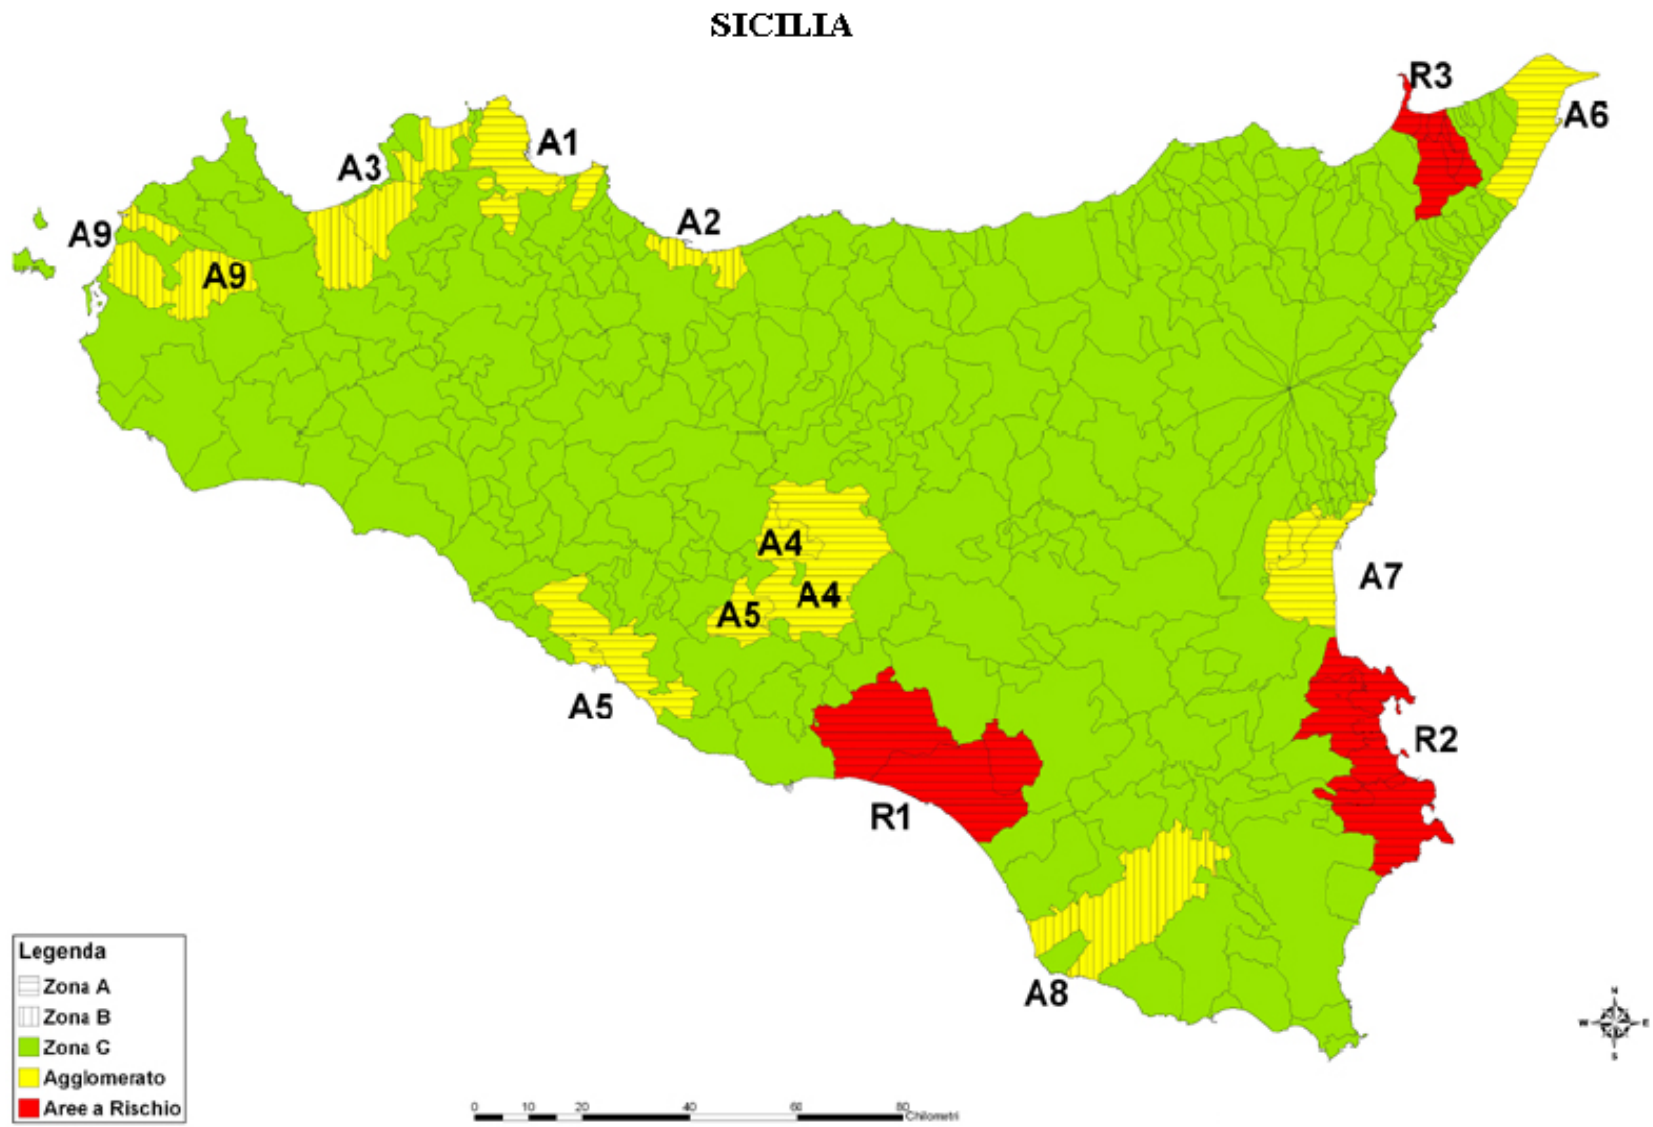 SICILIA
R3
A6
A1
A3
A2
A9
A9
A4
A4
A5
A5
A7
R2
R1
A8
Legenda
Zona A
Zona B
Zona C
Agglomerato
Aree a Rischio
0 10 20 40 60 80
Chilometri
N
W E
S